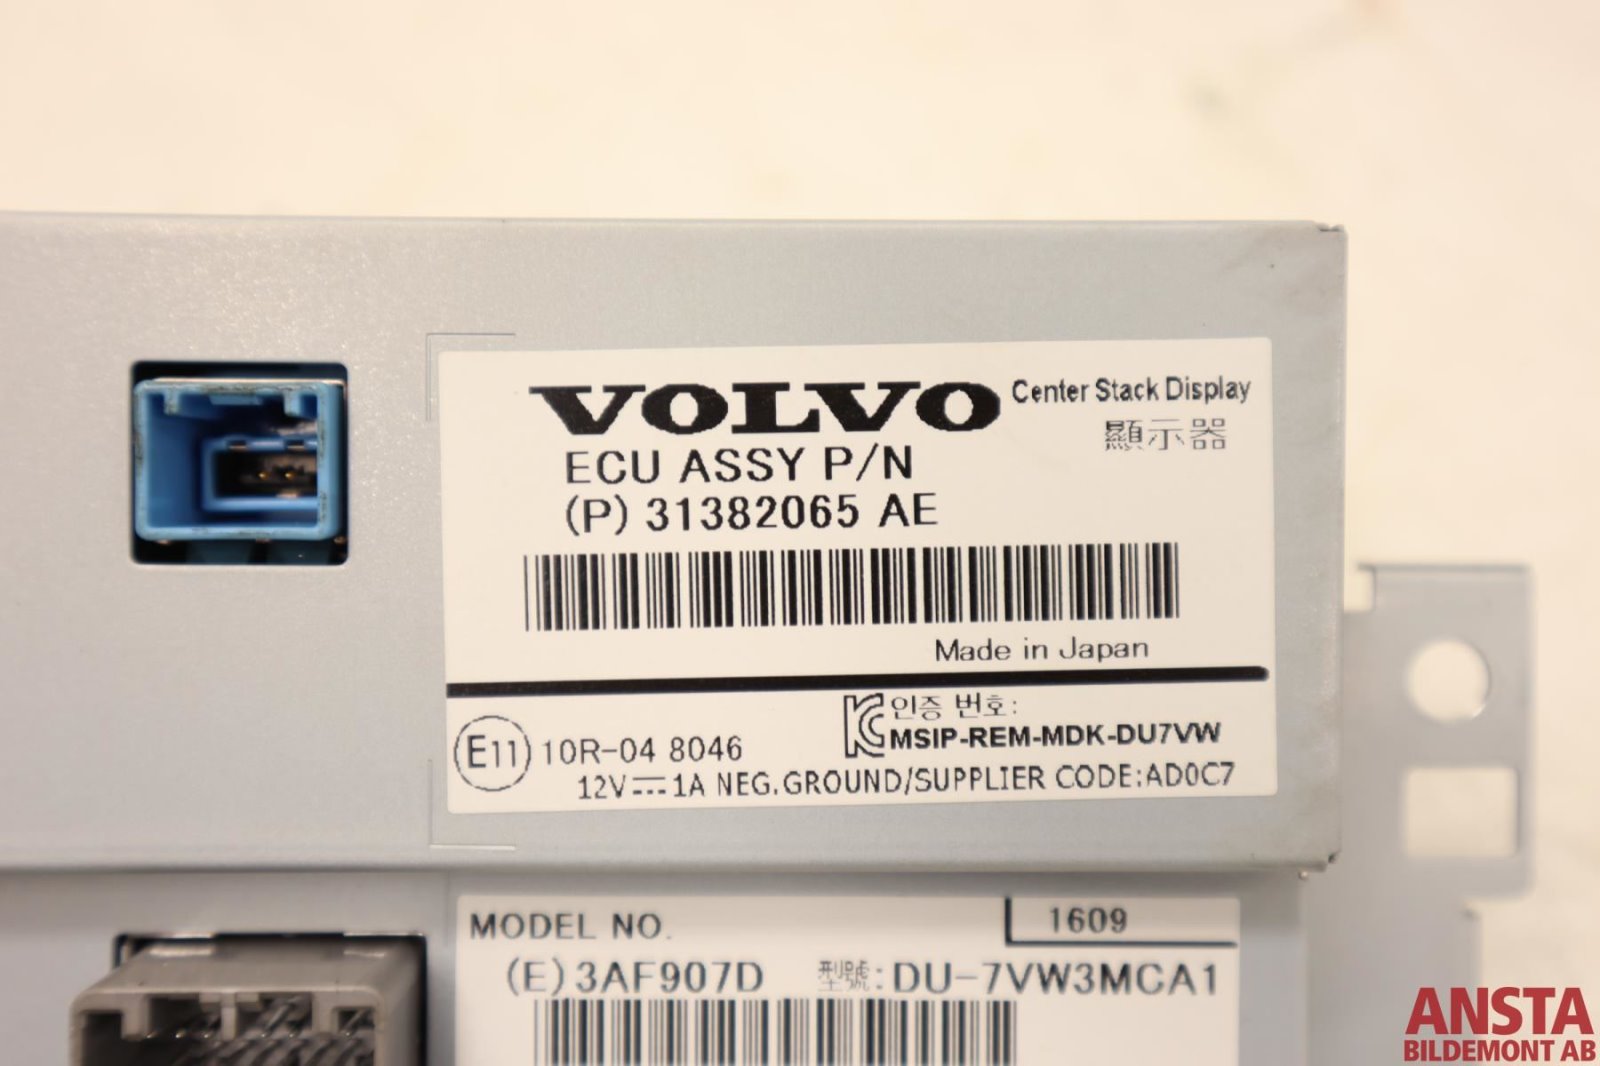 VOLVO Center Stack Display
顯示器
ECU ASSY P/N
(P) 31382065 AE
Made in Japan
인증 번호:
MSIP-REM-MDK-DU7VW
E11 10R-04 8046
12V⎓1A NEG.GROUND/SUPPLIER CODE:AD0C7
MODEL NO. 1609
(E)3AF907D 型號:DU-7VW3MCA1
ANSTA
BILDEMONT AB